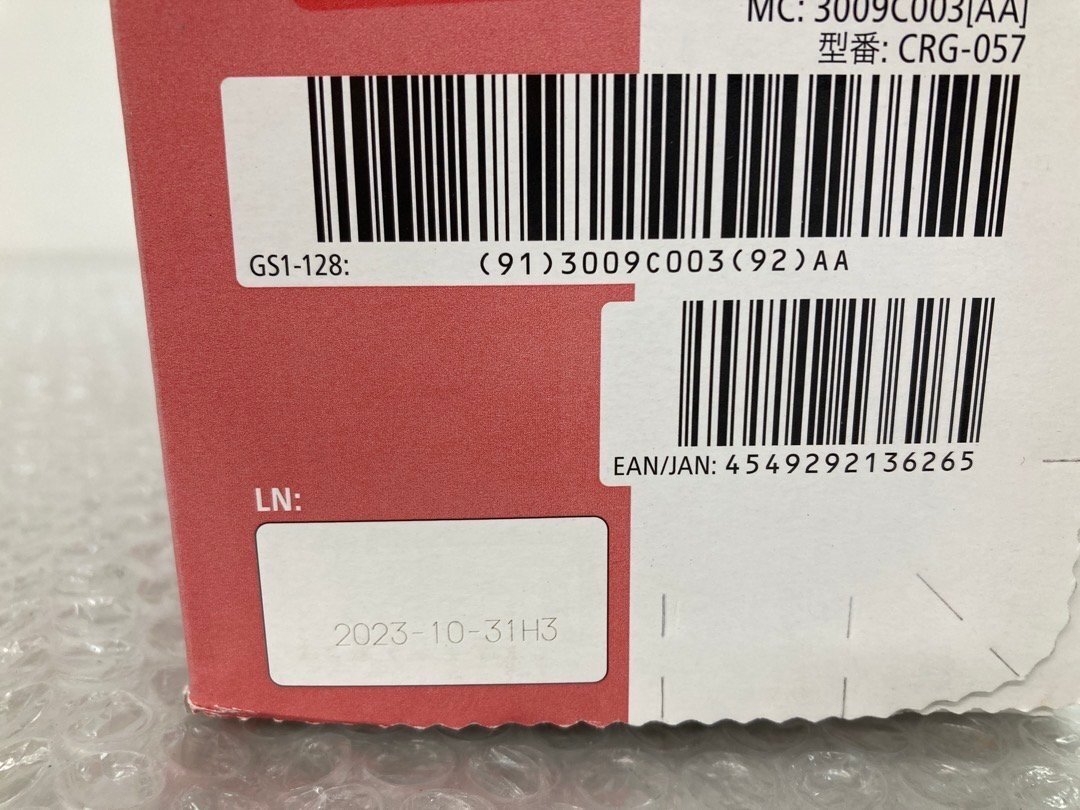 MC: 3009C003[AA]
型番: CRG-057
GS1-128: (91)3009C003(92)AA
EAN/JAN: 4549292136265
LN:
2023-10-31H3